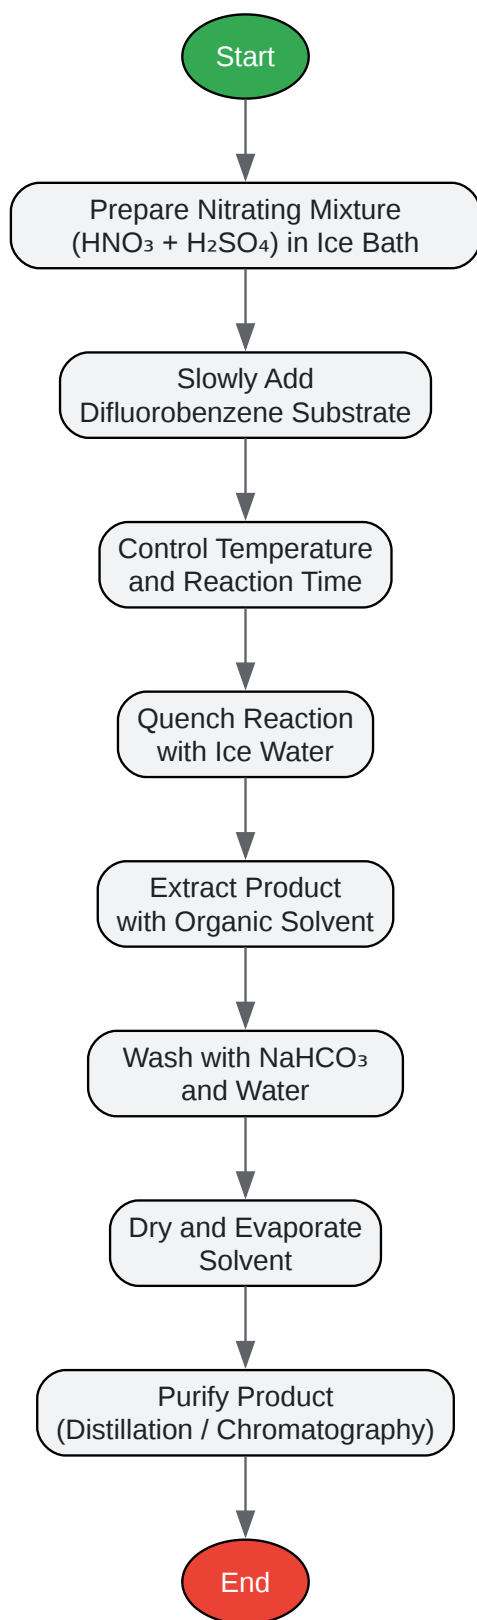 Start
Prepare Nitrating Mixture
(HNO₃ + H₂SO₄) in Ice Bath
Slowly Add
Difluorobenzene Substrate
Control Temperature
and Reaction Time
Quench Reaction
with Ice Water
Extract Product
with Organic Solvent
Wash with NaHCO₃
and Water
Dry and Evaporate
Solvent
Purify Product
(Distillation / Chromatography)
End